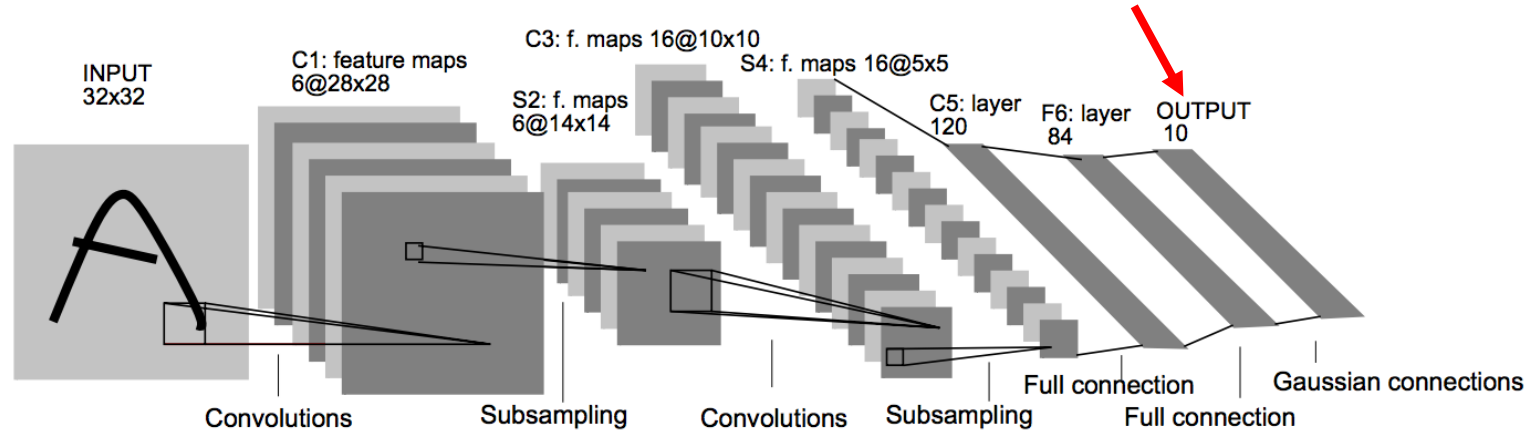 INPUT
32x32
C1: feature maps
6@28x28
S2: f. maps
6@14x14
C3: f. maps 16@10x10
S4: f. maps 16@5x5
C5: layer
120
F6: layer
84
OUTPUT
10
Convolutions
Subsampling
Convolutions
Subsampling
Full connection
Full connection
Gaussian connections